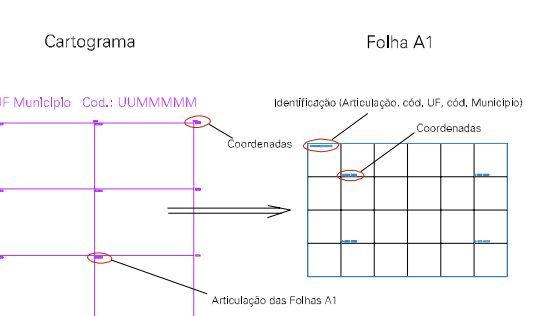 Cartograma
Folha A1
UF Município Cod.: UUMMMMM
Identificação (Articulação, cód. UF, cód. Município)
Coordenadas
Coordenadas
Articulação das Folhas A1